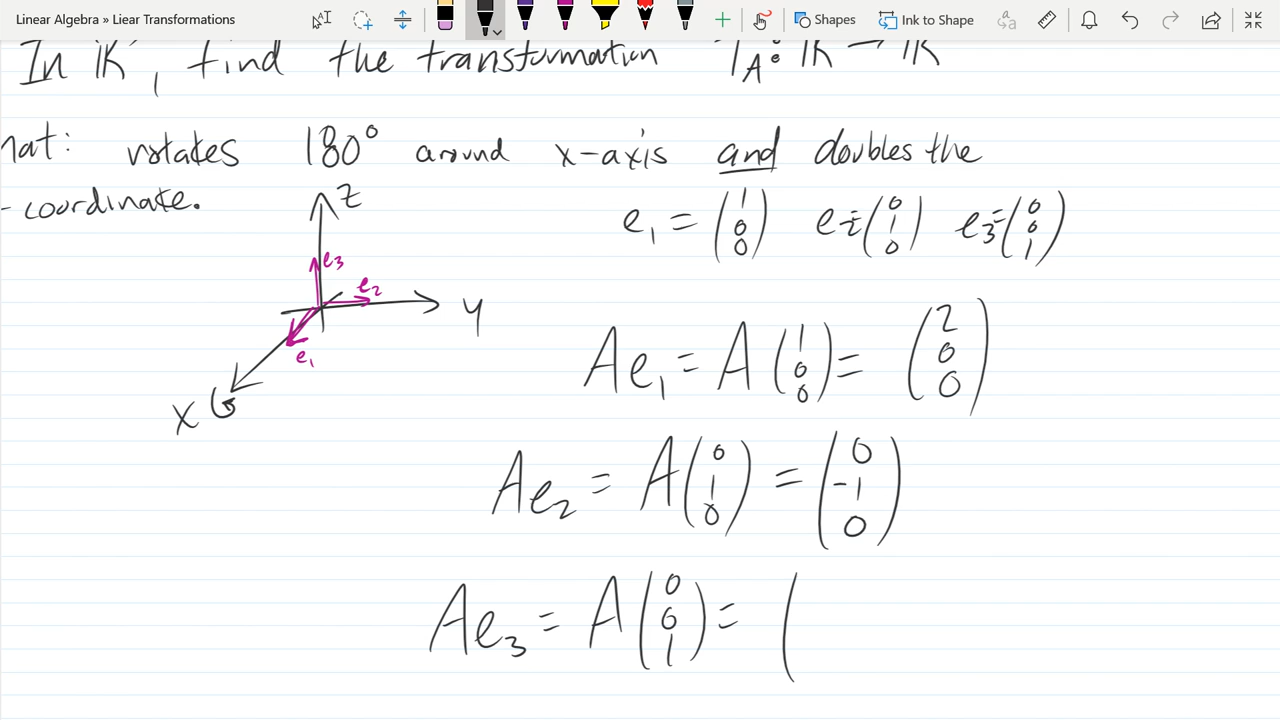 Linear Algebra » Liear Transformations
Shapes
Ink to Shape
In ℝ, find the transformation T_A: ℝ → ℝ
hat: rotates 180° around x-axis and doubles the
-coordinate.
z
e₃
e₂
y
e₁
x
e₁ = (1 0 0) e₂ = (0 1 0) e₃ = (0 0 1)
Ae₁ = A (1 0 0) = (2 0 0)
Ae₂ = A (0 1 0) = (0 -1 0)
Ae₃ = A (0 0 1) = (